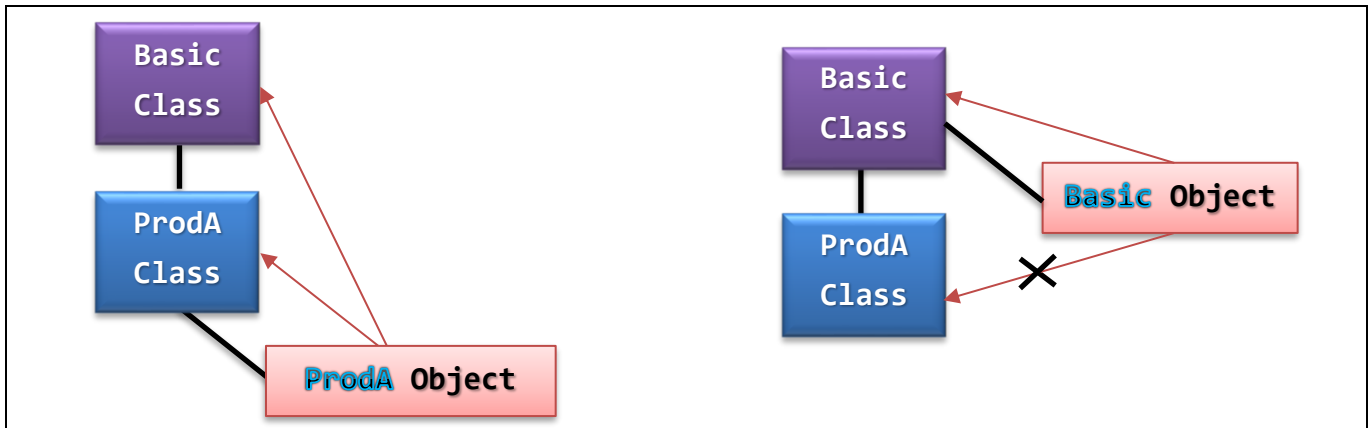 Basic
Class
ProdA
Class
ProdA Object
Basic
Class
Basic Object
ProdA
Class